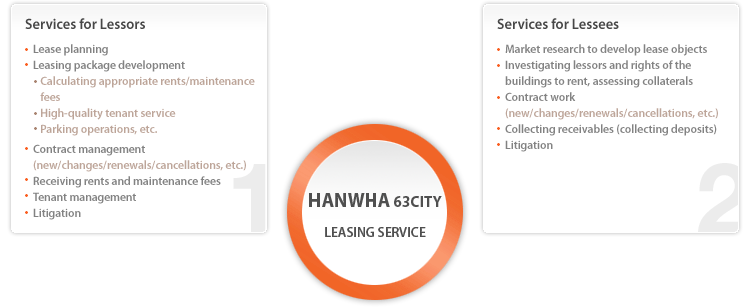 Services for Lessors
Lease planning
Leasing package development
Calculating appropriate rents/maintenance
fees
High-quality tenant service
Parking operations, etc.
Contract management
(new/changes/renewals/cancellations, etc.)
Receiving rents and maintenance fees
Tenant management
Litigation
1
HANWHA 63CITY
LEASING SERVICE
Services for Lessees
Market research to develop lease objects
Investigating lessors and rights of the
buildings to rent, assessing collaterals
Contract work
(new/changes/renewals/cancellations, etc.)
Collecting receivables (collecting deposits)
Litigation
2